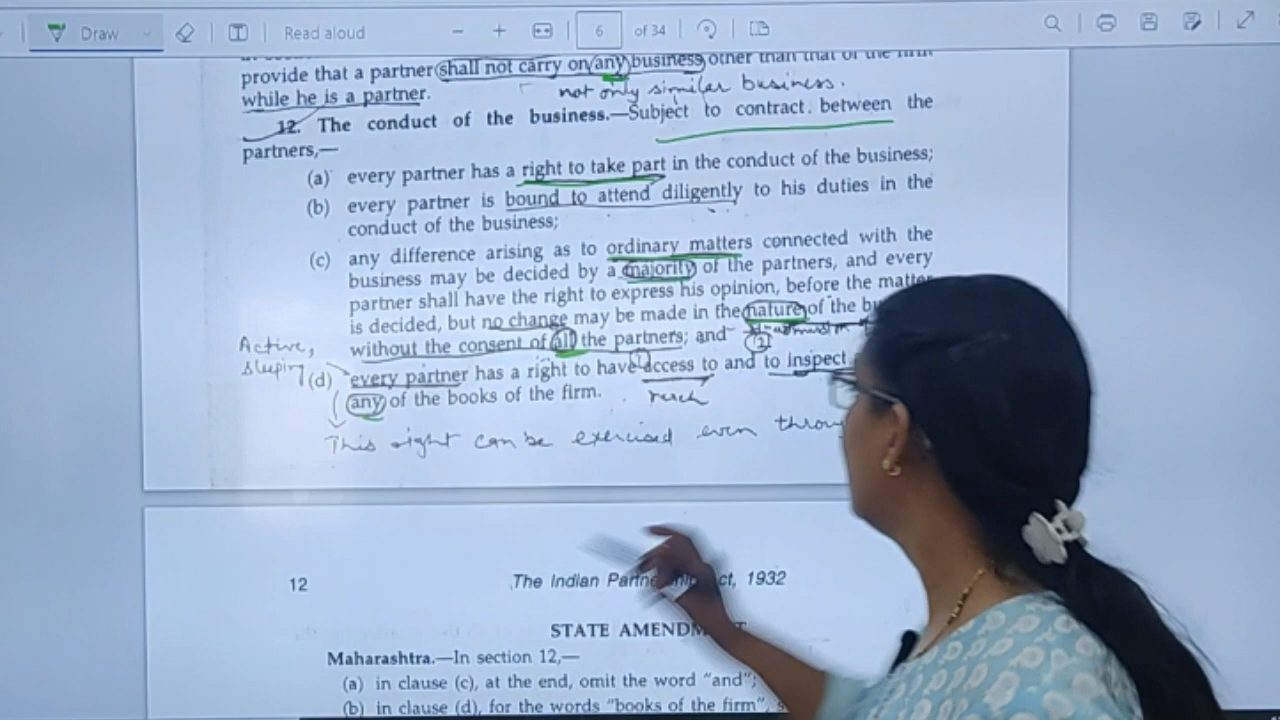 Draw
Read aloud
6 of 34
provide that a partner shall not carry on any business other than that of the firm
while he is a partner.
not only similar business.
12. The conduct of the business.—Subject to contract between the
partners,—
(a) every partner has a right to take part in the conduct of the business;
(b) every partner is bound to attend diligently to his duties in the
conduct of the business;
(c) any difference arising as to ordinary matters connected with the
business may be decided by a majority of the partners, and every
partner shall have the right to express his opinion, before the matter
is decided, but no change may be made in the nature of the
without the consent of all the partners; and
Active,
sleeping
1
2
(d) every partner has a right to have access to and to inspect
any of the books of the firm.
reach
This right can be exercised even
12
The Indian Act, 1932
STATE
Maharashtra.—In section 12,—
(a) in clause (c), at the end, omit the word "and";
(b) in clause (d), for the words "books of the firm",